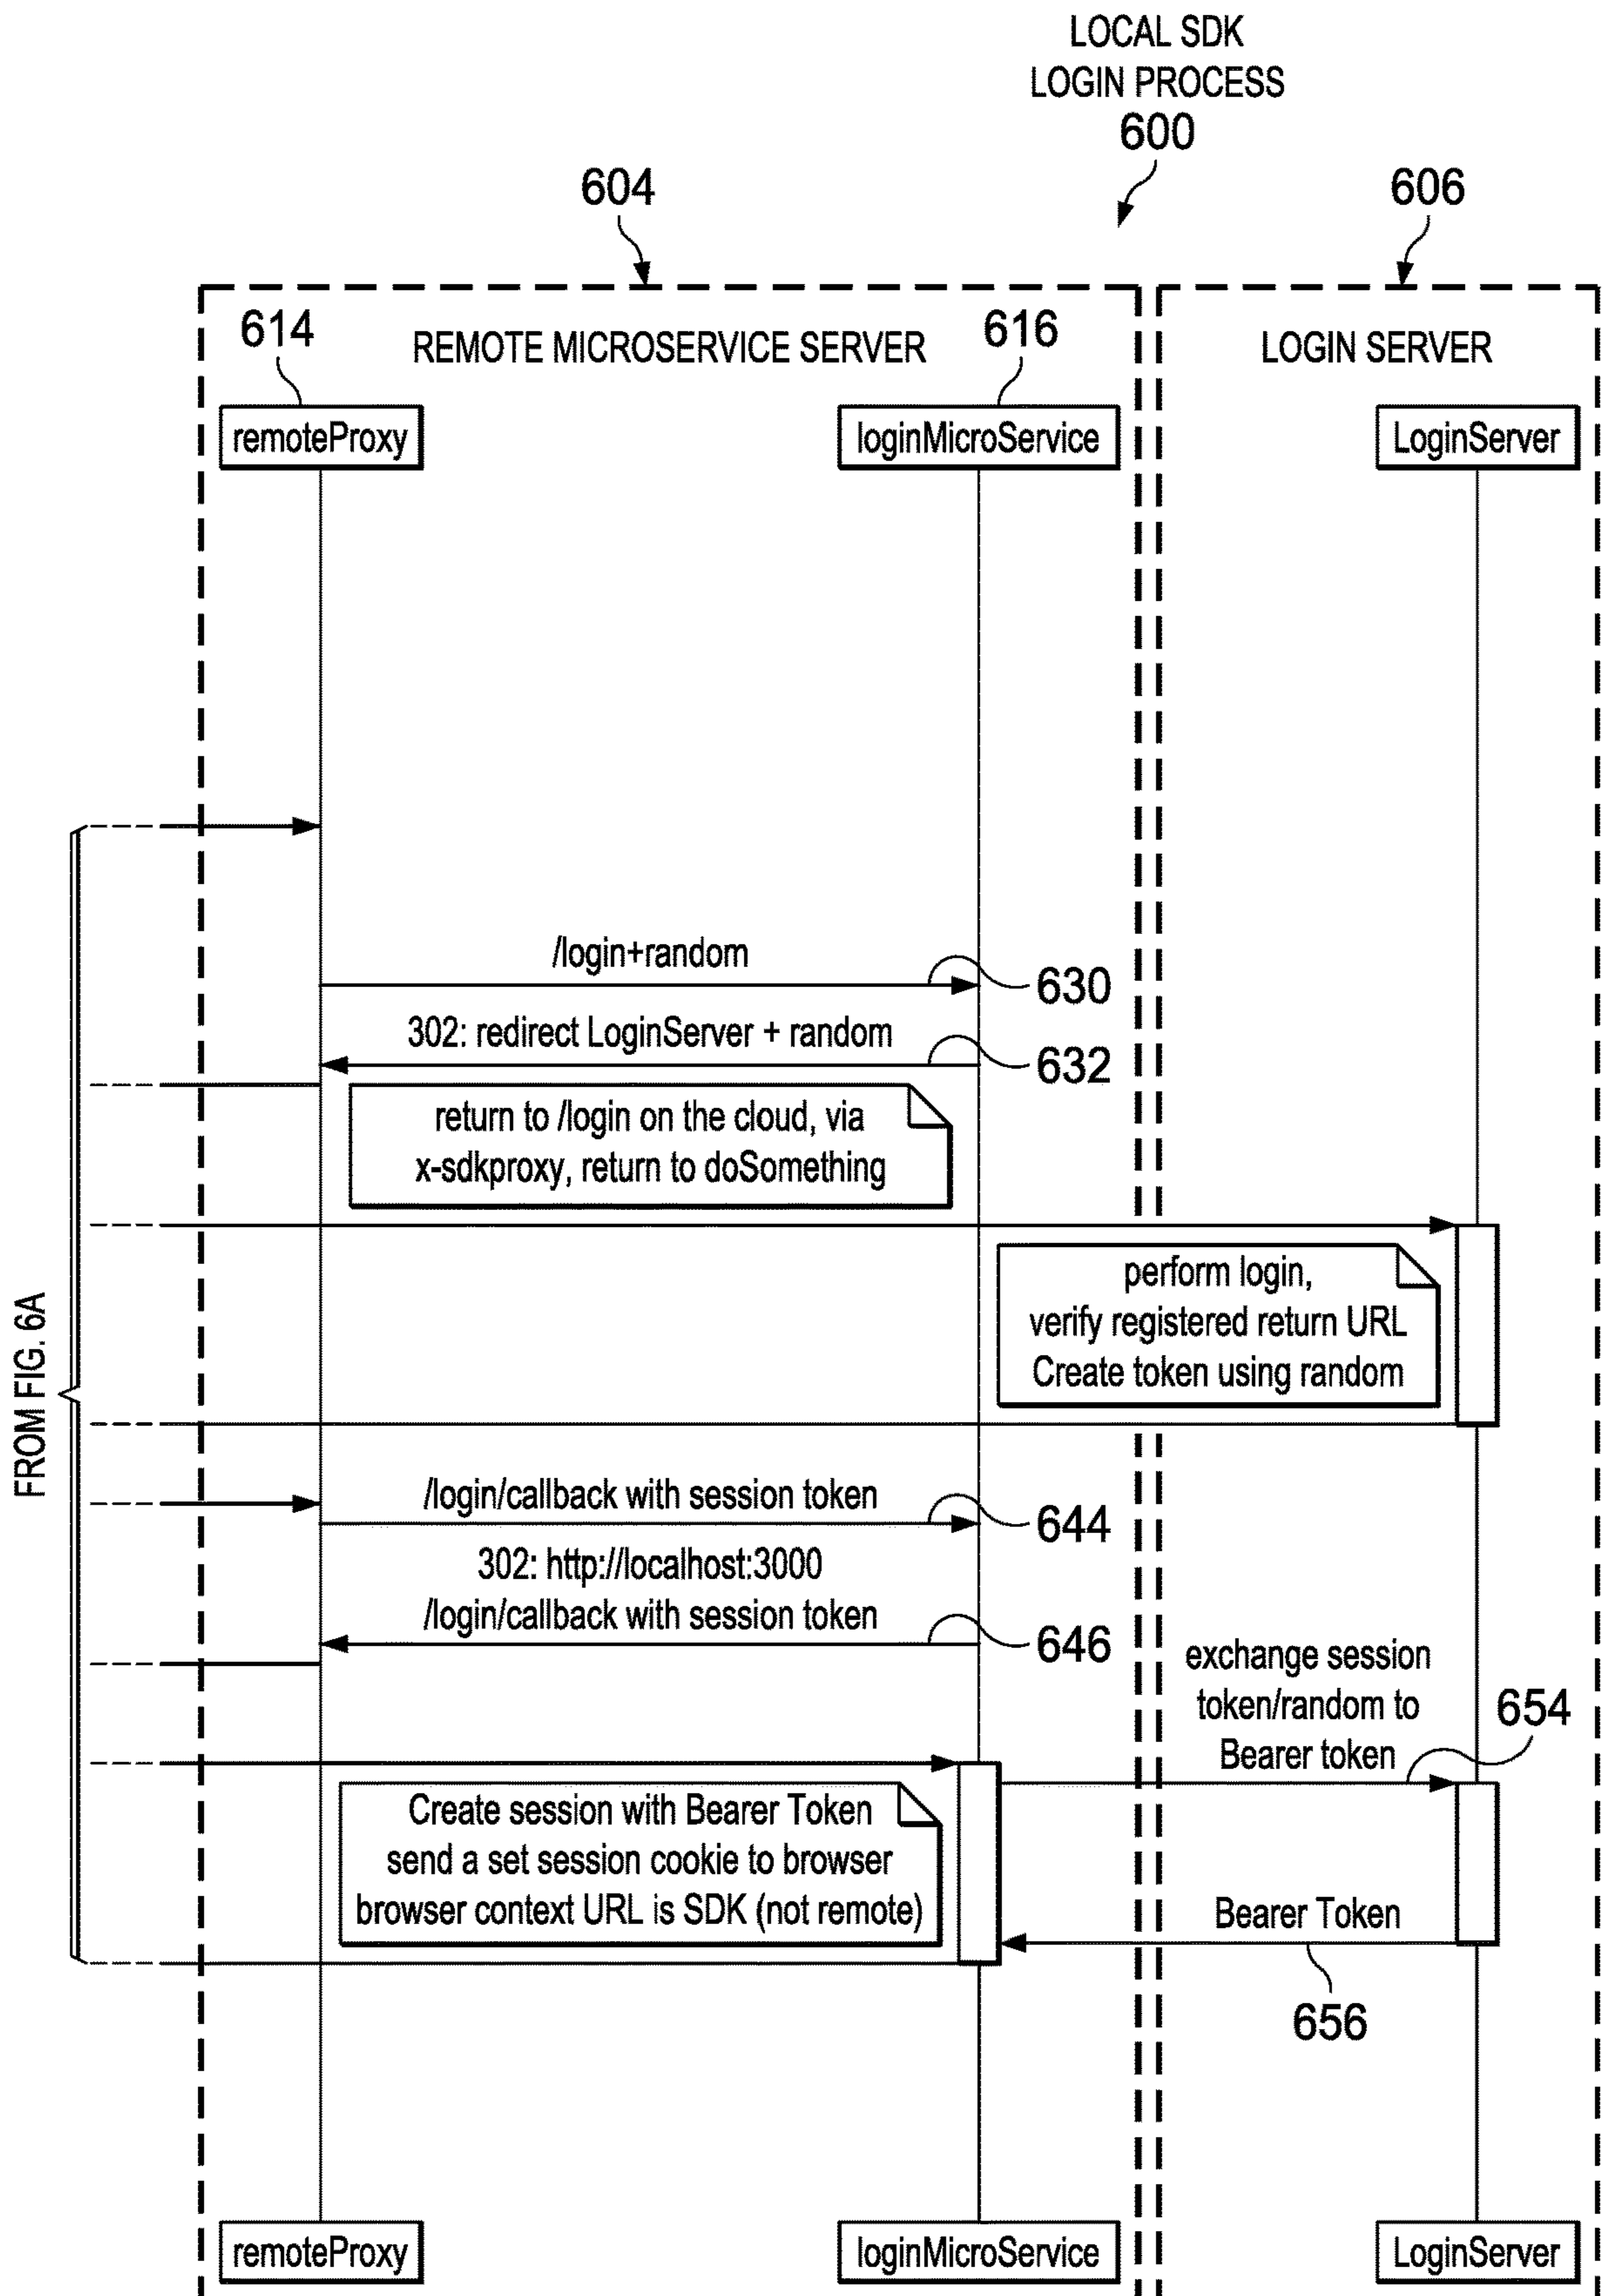 LOCAL SDK
LOGIN PROCESS
600
604
606
614
REMOTE MICROSERVICE SERVER
616
LOGIN SERVER
remoteProxy
loginMicroService
LoginServer
/login+random
630
302: redirect LoginServer + random
632
return to /login on the cloud, via
x-sdkproxy, return to doSomething
perform login,
verify registered return URL
Create token using random
FROM FIG. 6A
/login/callback with session token
644
302: http://localhost:3000
/login/callback with session token
646
exchange session
token/random to
Bearer token
654
Create session with Bearer Token
send a set session cookie to browser
browser context URL is SDK (not remote)
Bearer Token
656
remoteProxy
loginMicroService
LoginServer